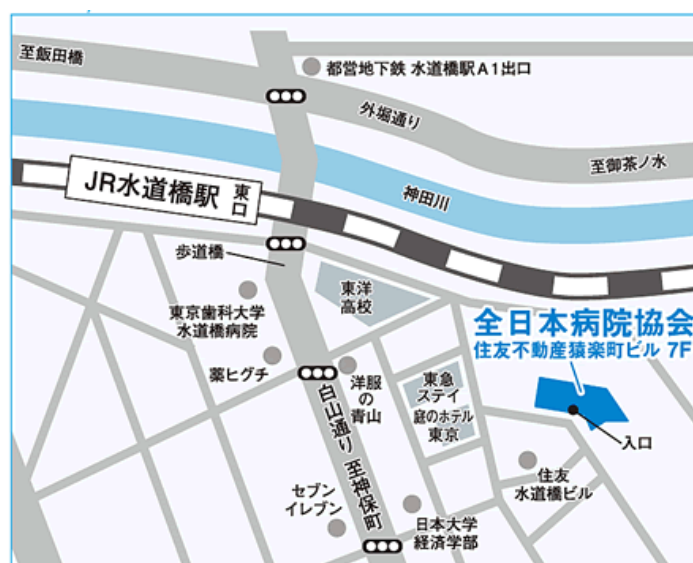 至飯田橋
都営地下鉄 水道橋駅A1出口
外堀通り
至御茶ノ水
神田川
JR水道橋駅
東口
歩道橋
東洋
高校
東京歯科大学
水道橋病院
全日本病院協会
住友不動産猿楽町ビル 7F
薬ヒグチ
洋服の青山
東急
ステイ
庭のホテル
東京
入口
白山通り 至神保町
住友
水道橋ビル
セブン
イレブン
日本大学
経済学部